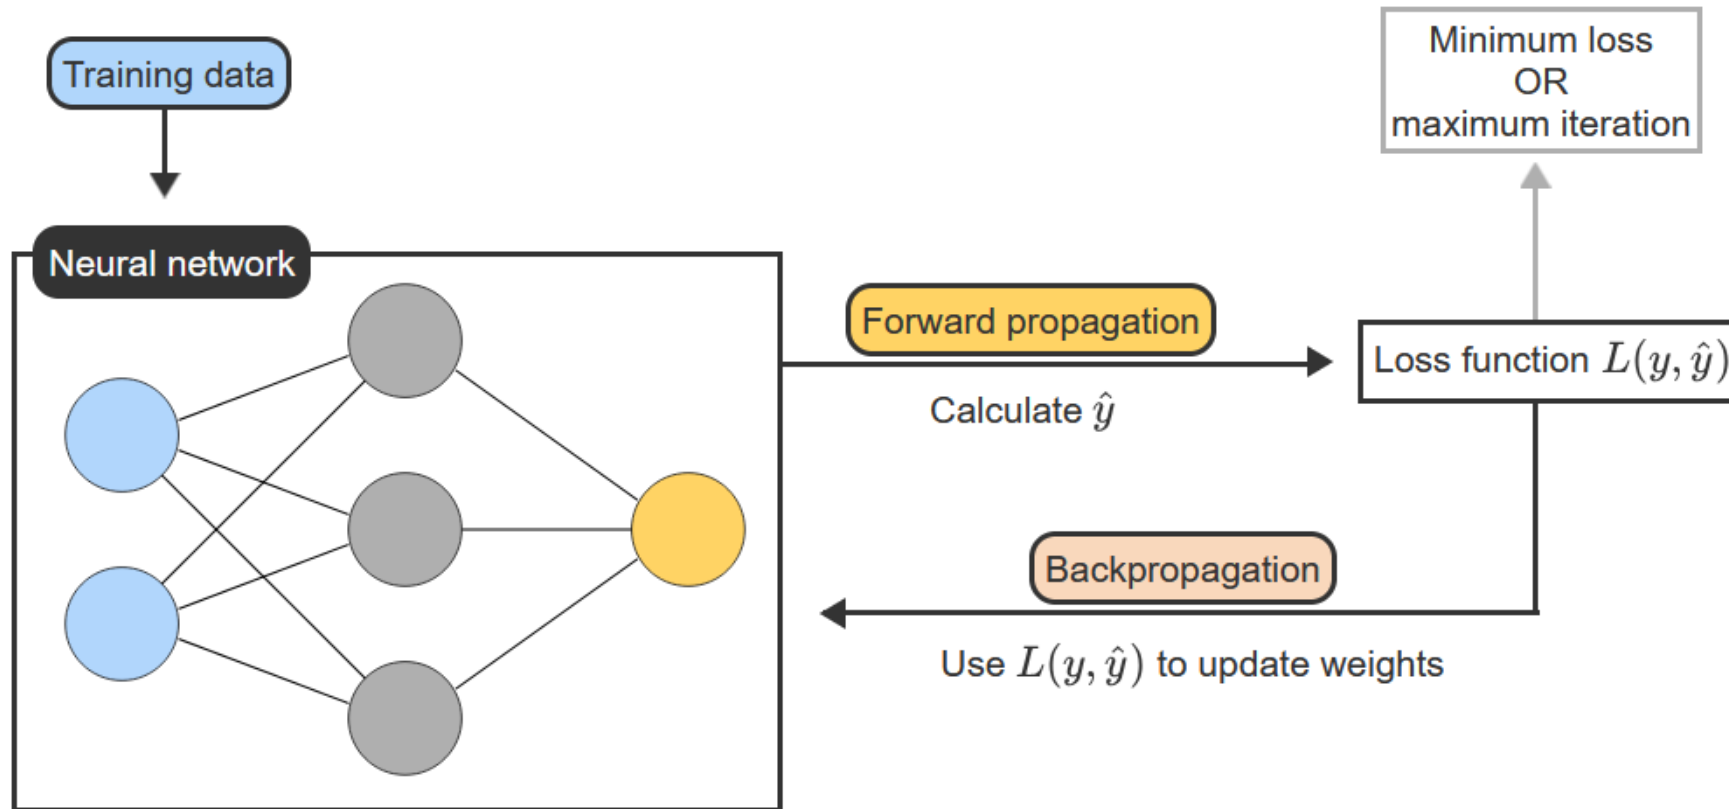 Training data
Minimum loss
OR
maximum iteration
Neural network
Forward propagation
Calculate ŷ
Loss function L(y, ŷ)
Backpropagation
Use L(y, ŷ) to update weights